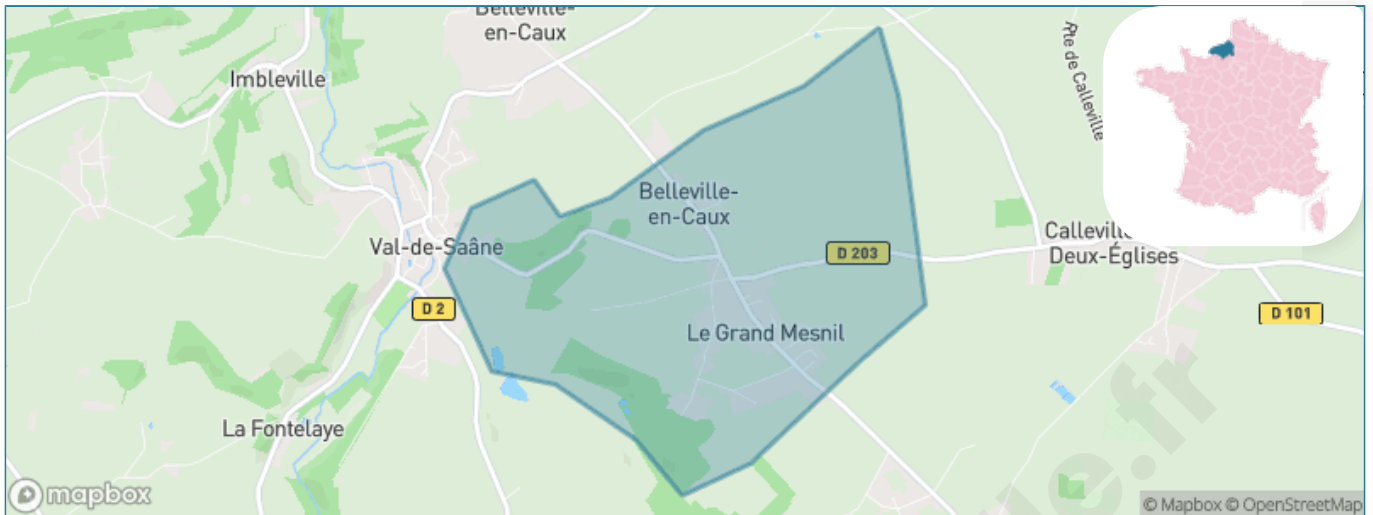 Belleville-
en-Caux
Imbleville
Rte de Calleville
Belleville-
en-Caux
Calleville
Deux-Églises
Val-de-Saâne
D 203
D 2
D 101
Le Grand Mesnil
La Fontelaye
mapbox
© Mapbox © OpenStreetMap